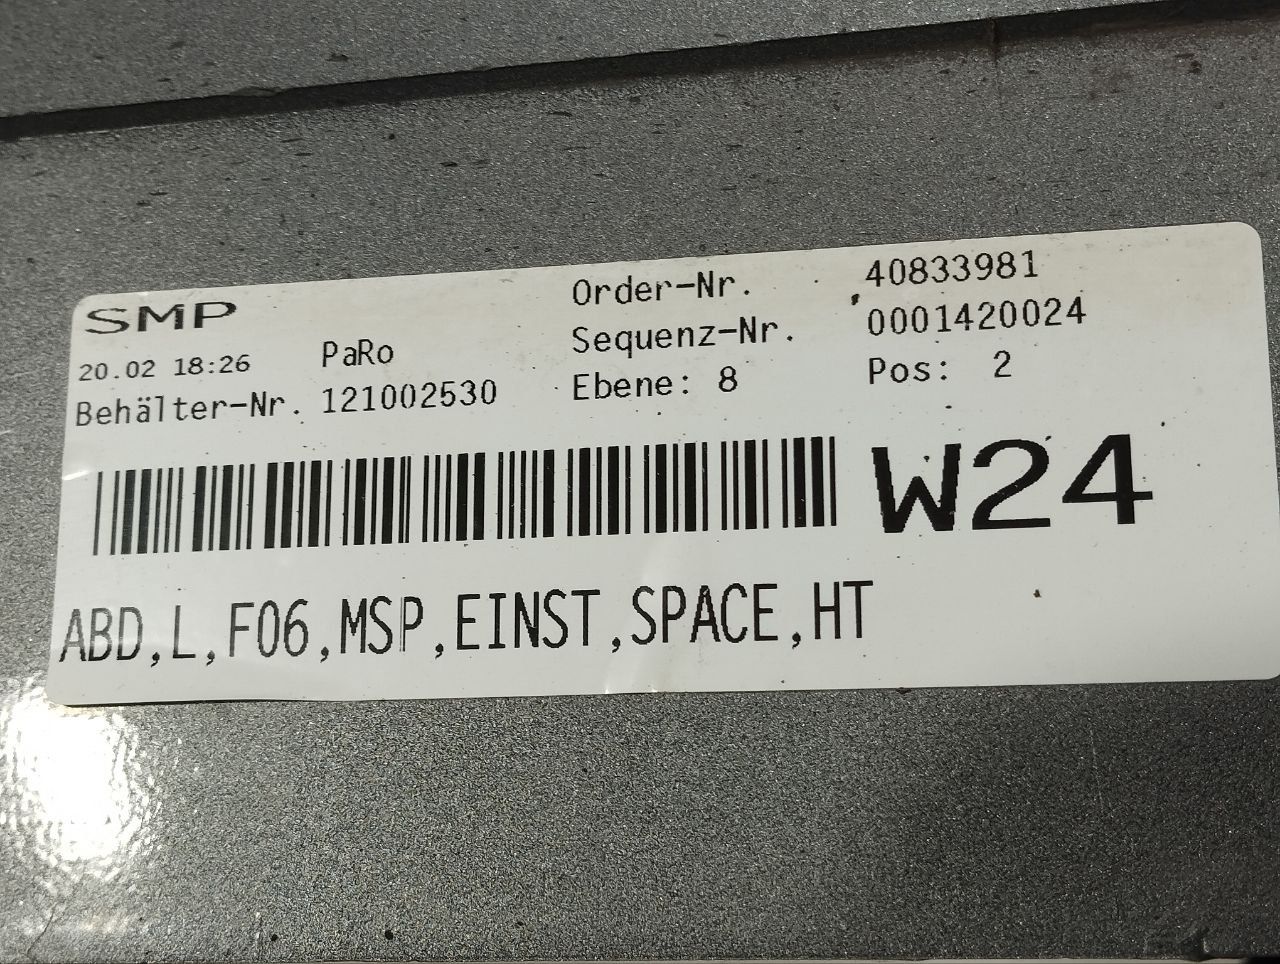 SMP
20.02 18:26 PaRo
Behälter-Nr. 121002530
Order-Nr. 40833981
Sequenz-Nr. 0001420024
Ebene: 8 Pos: 2
W24
ABD,L,F06,MSP,EINST,SPACE,HT